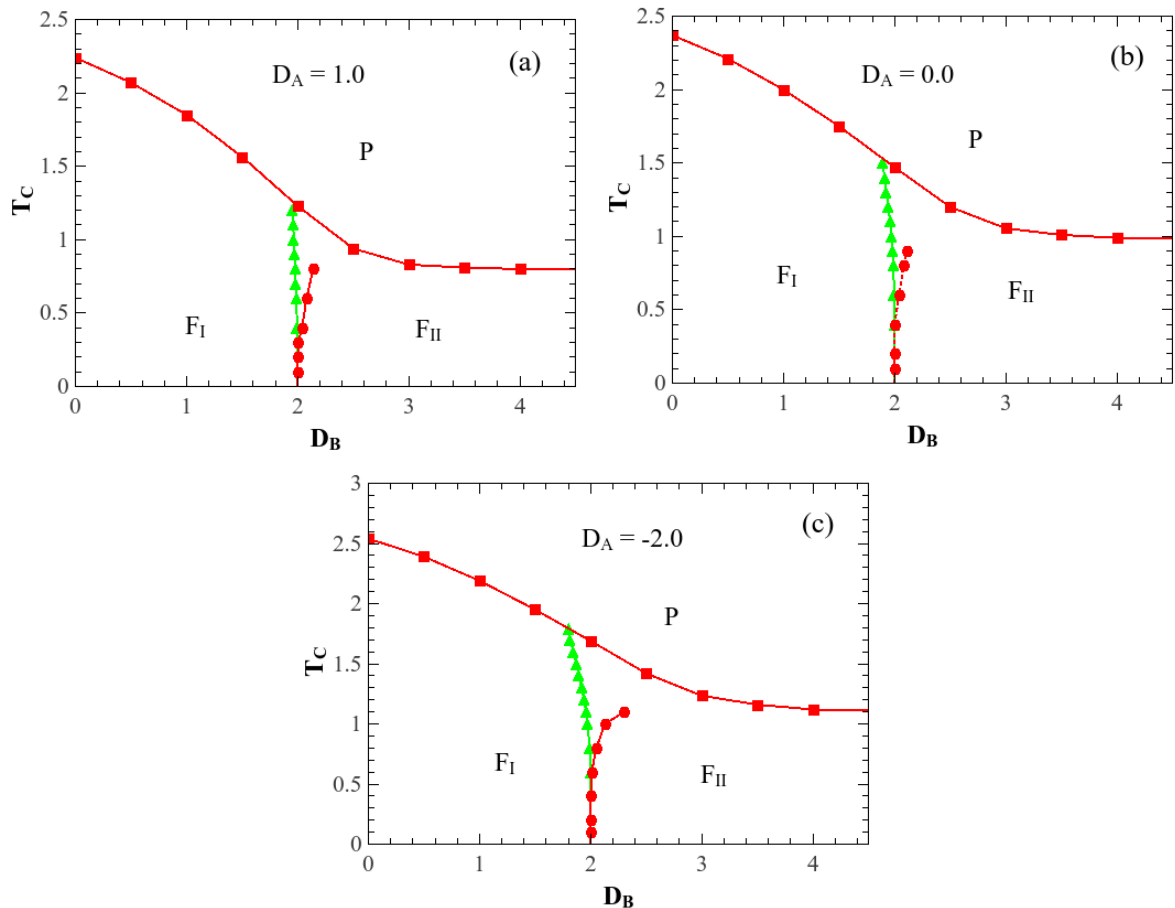 (a)
D_A = 1.0
P
F_I
F_II
T_C
2.5
2
1.5
1
0.5
0
0 1 2 3 4
D_B
(b)
D_A = 0.0
P
F_I
F_II
T_C
2.5
2
1.5
1
0.5
0
0 1 2 3 4
D_B
(c)
D_A = -2.0
P
F_I
F_II
T_C
3
2.5
2
1.5
1
0.5
0
0 1 2 3 4
D_B